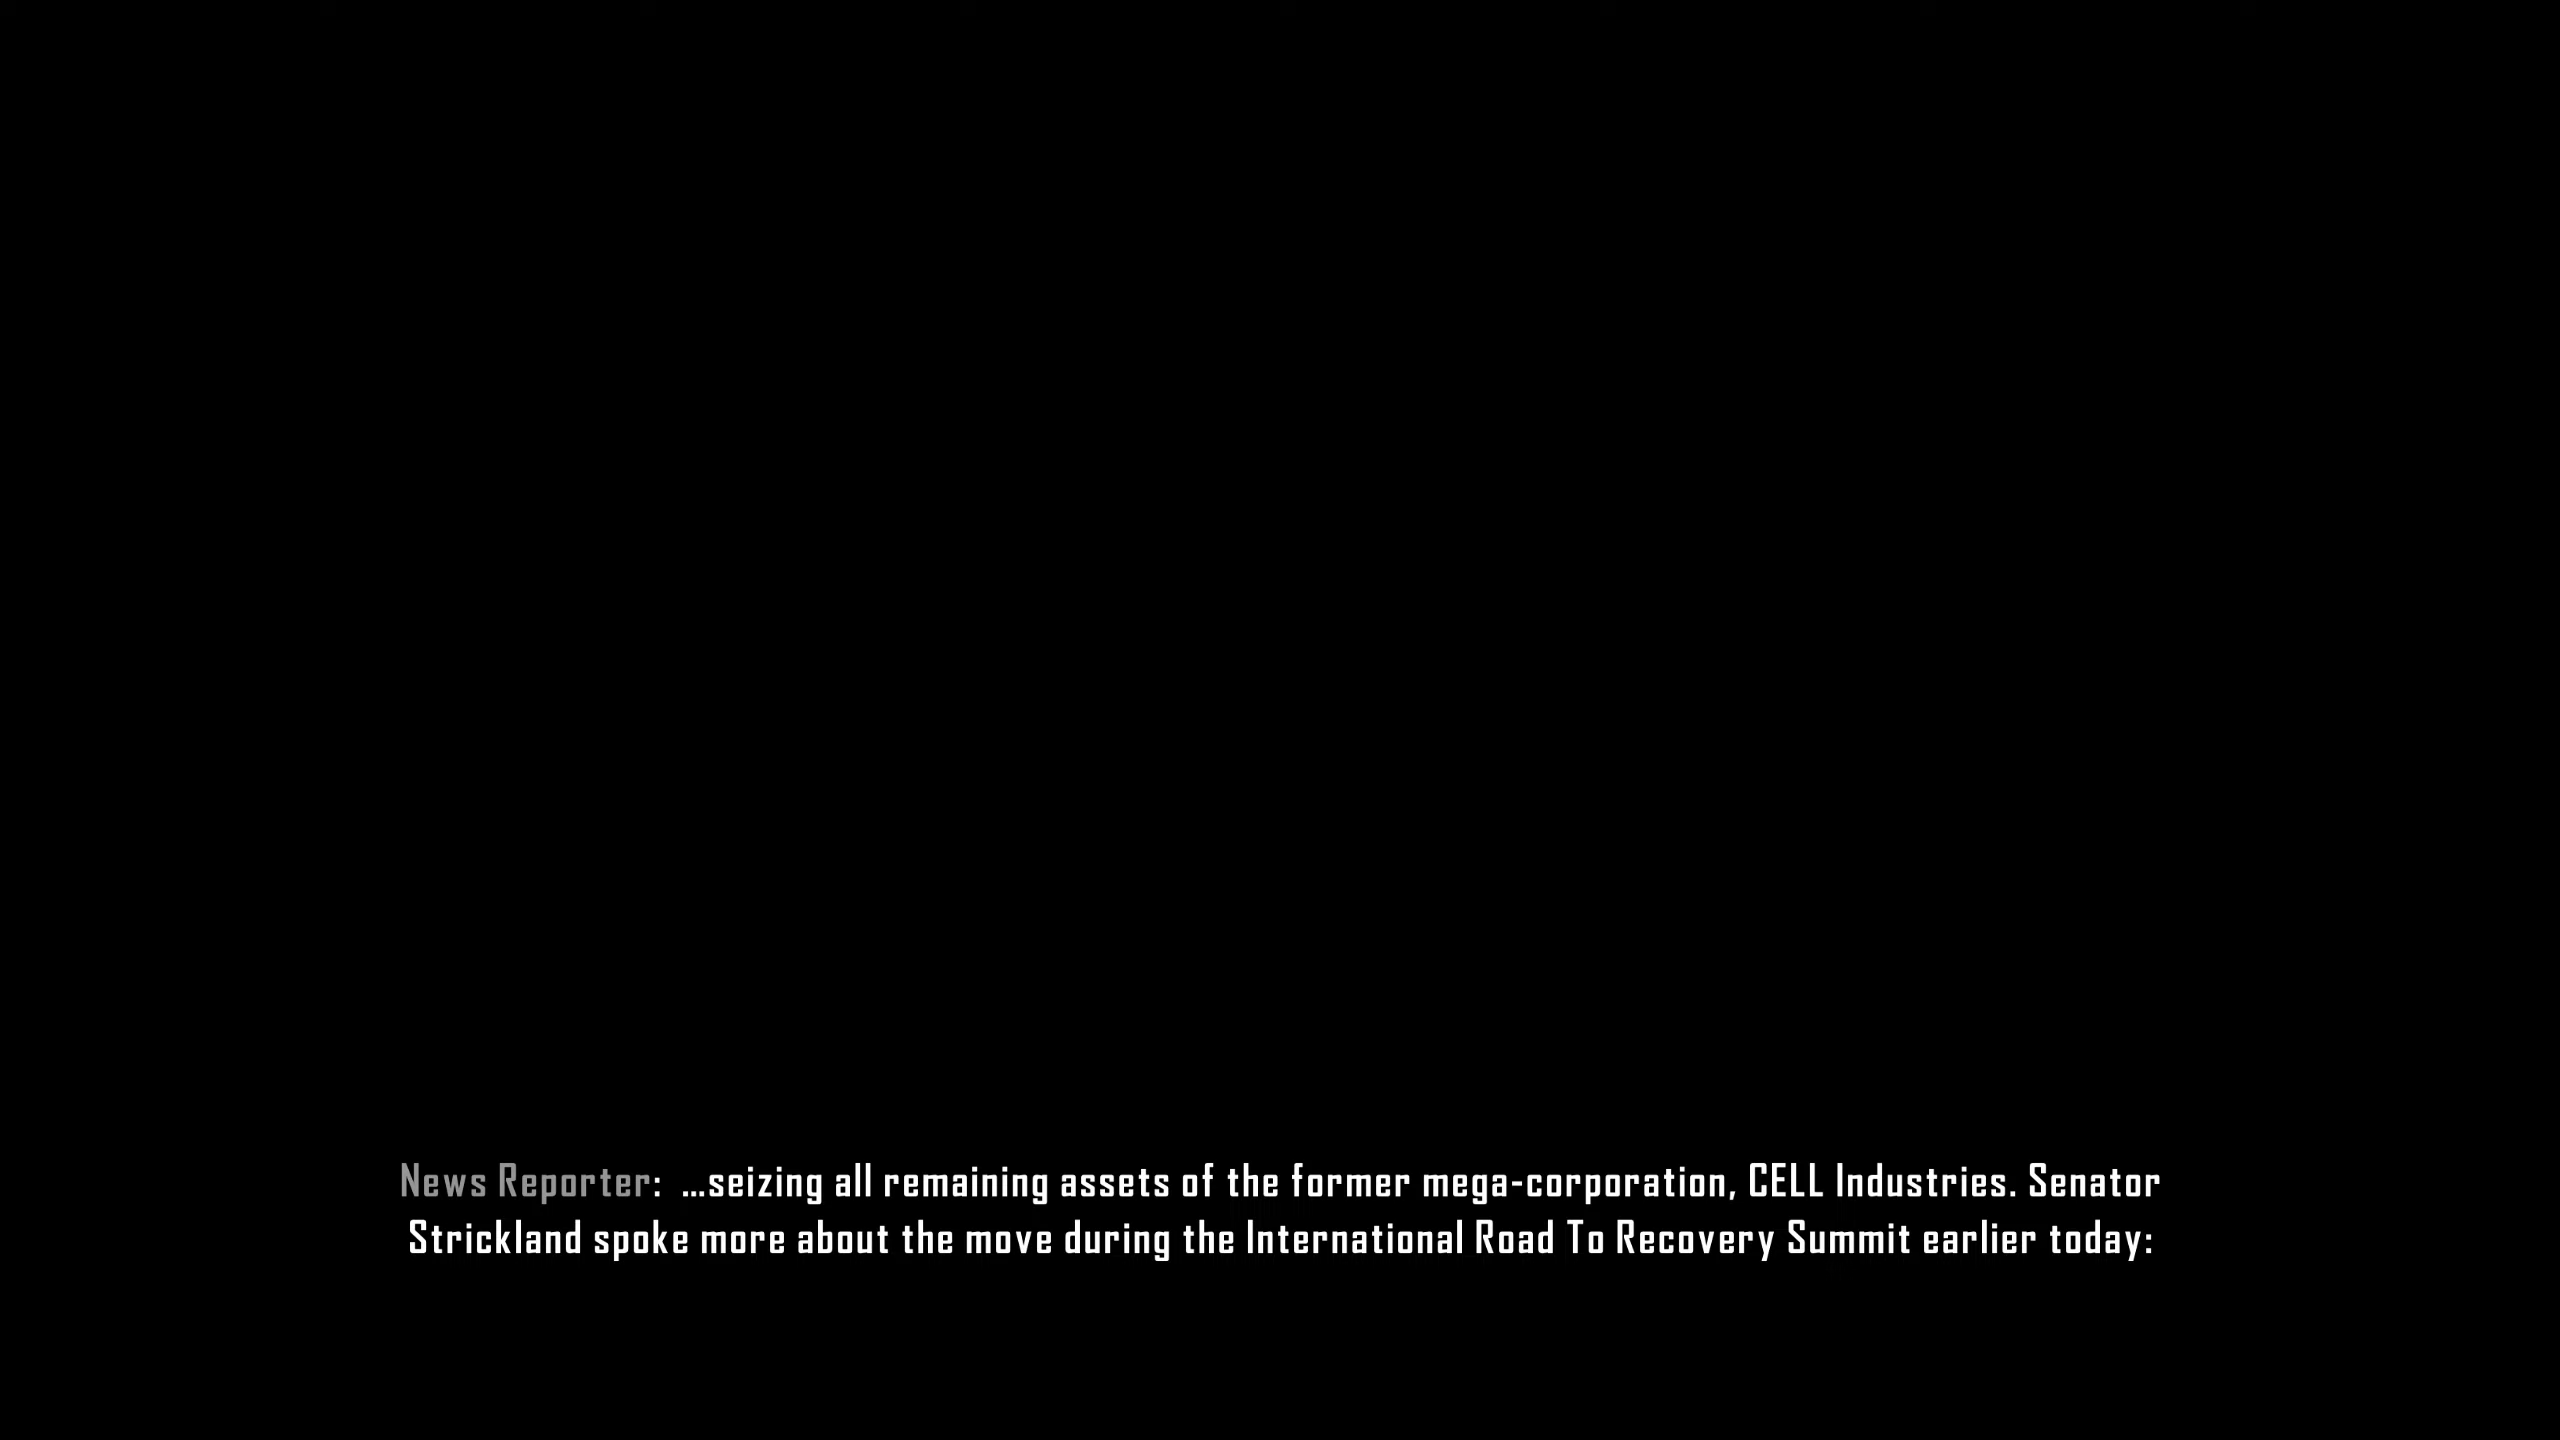 News Reporter: ...seizing all remaining assets of the former mega-corporation, CELL Industries. Senator
Strickland spoke more about the move during the International Road To Recovery Summit earlier today: